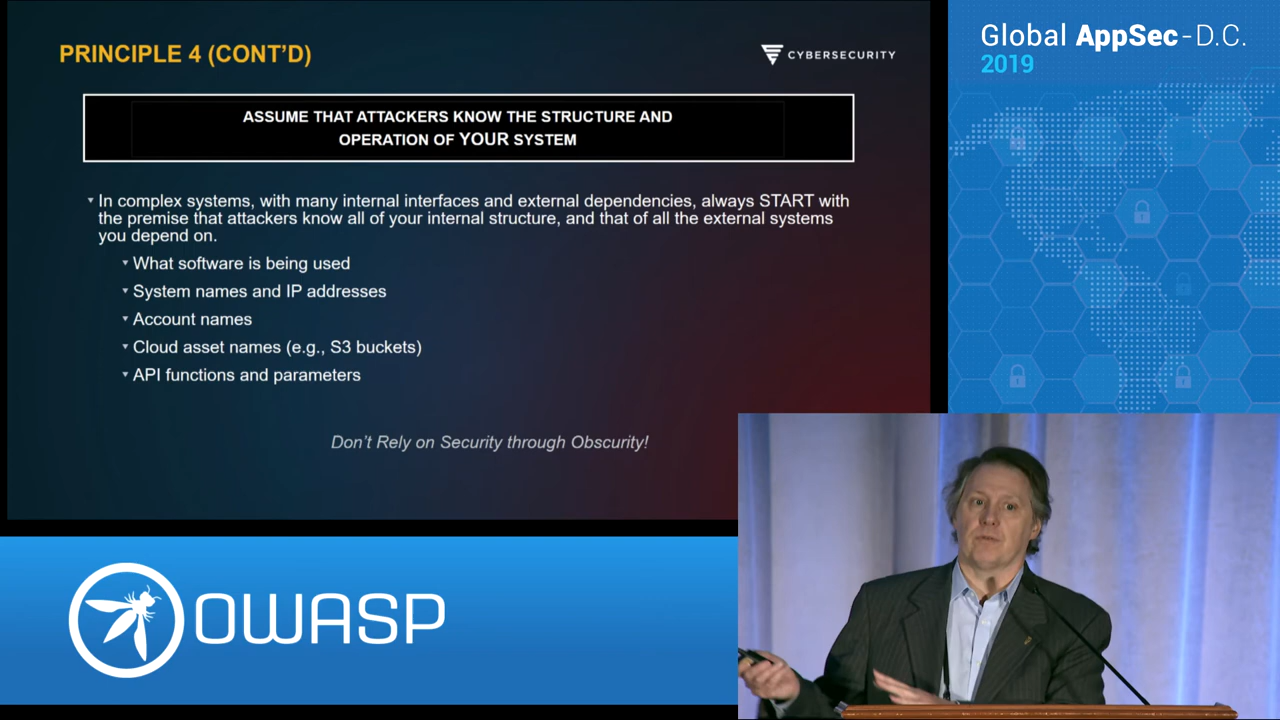 PRINCIPLE 4 (CONT'D)
CYBERSECURITY
ASSUME THAT ATTACKERS KNOW THE STRUCTURE AND
OPERATION OF YOUR SYSTEM
In complex systems, with many internal interfaces and external dependencies, always START with
the premise that attackers know all of your internal structure, and that of all the external systems
you depend on.
What software is being used
System names and IP addresses
Account names
Cloud asset names (e.g., S3 buckets)
API functions and parameters
Don't Rely on Security through Obscurity!
Global AppSec - D.C.
2019
OWASP